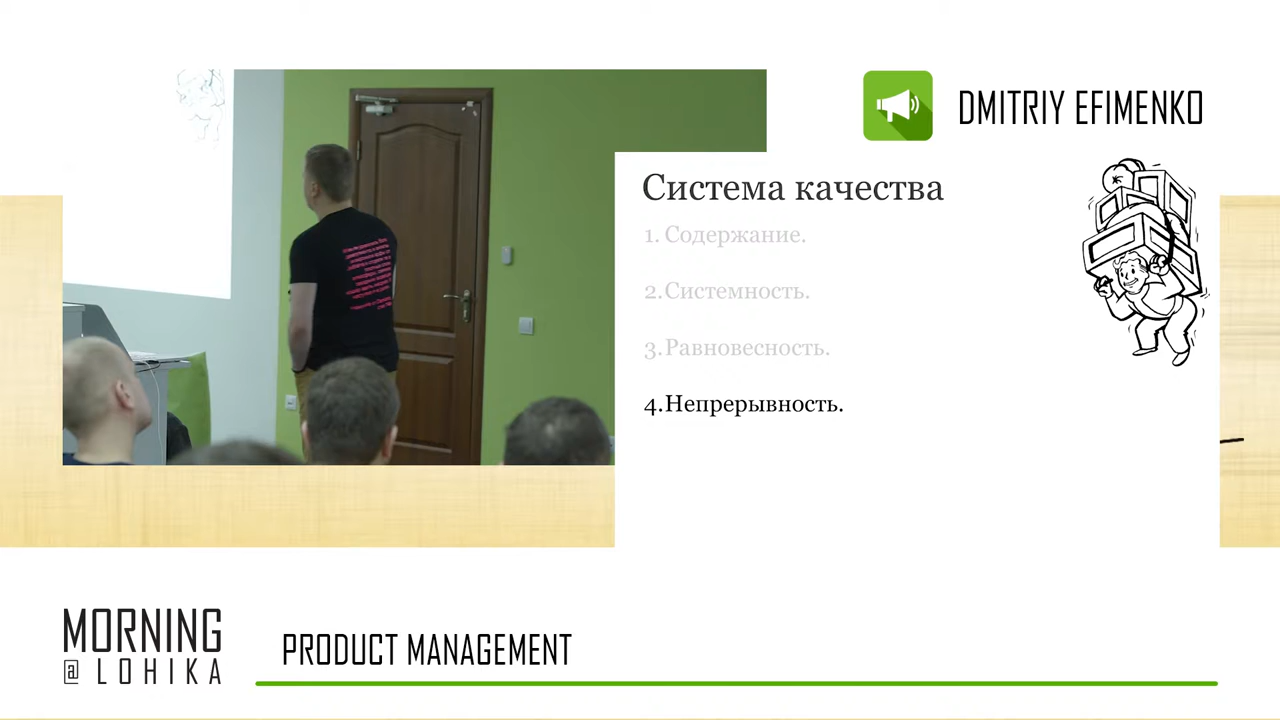 DMITRIY EFIMENKO
Система качества
1. Содержание.
2.Системность.
3.Равновесность.
4.Непрерывность.
MORNING
@ LOHIKA
PRODUCT MANAGEMENT